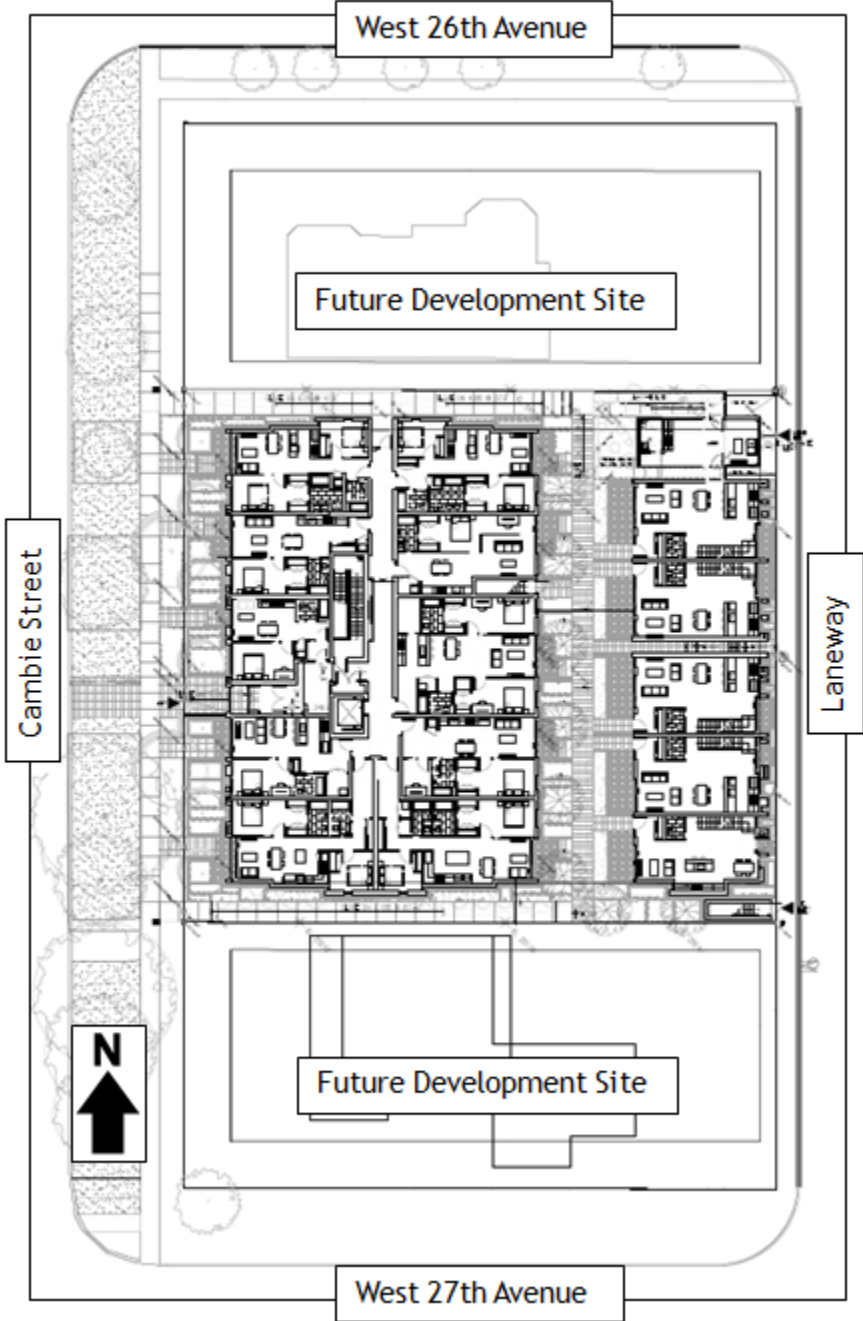 West 26th Avenue
Future Development Site
Cambie Street
Laneway
Future Development Site
N
West 27th Avenue